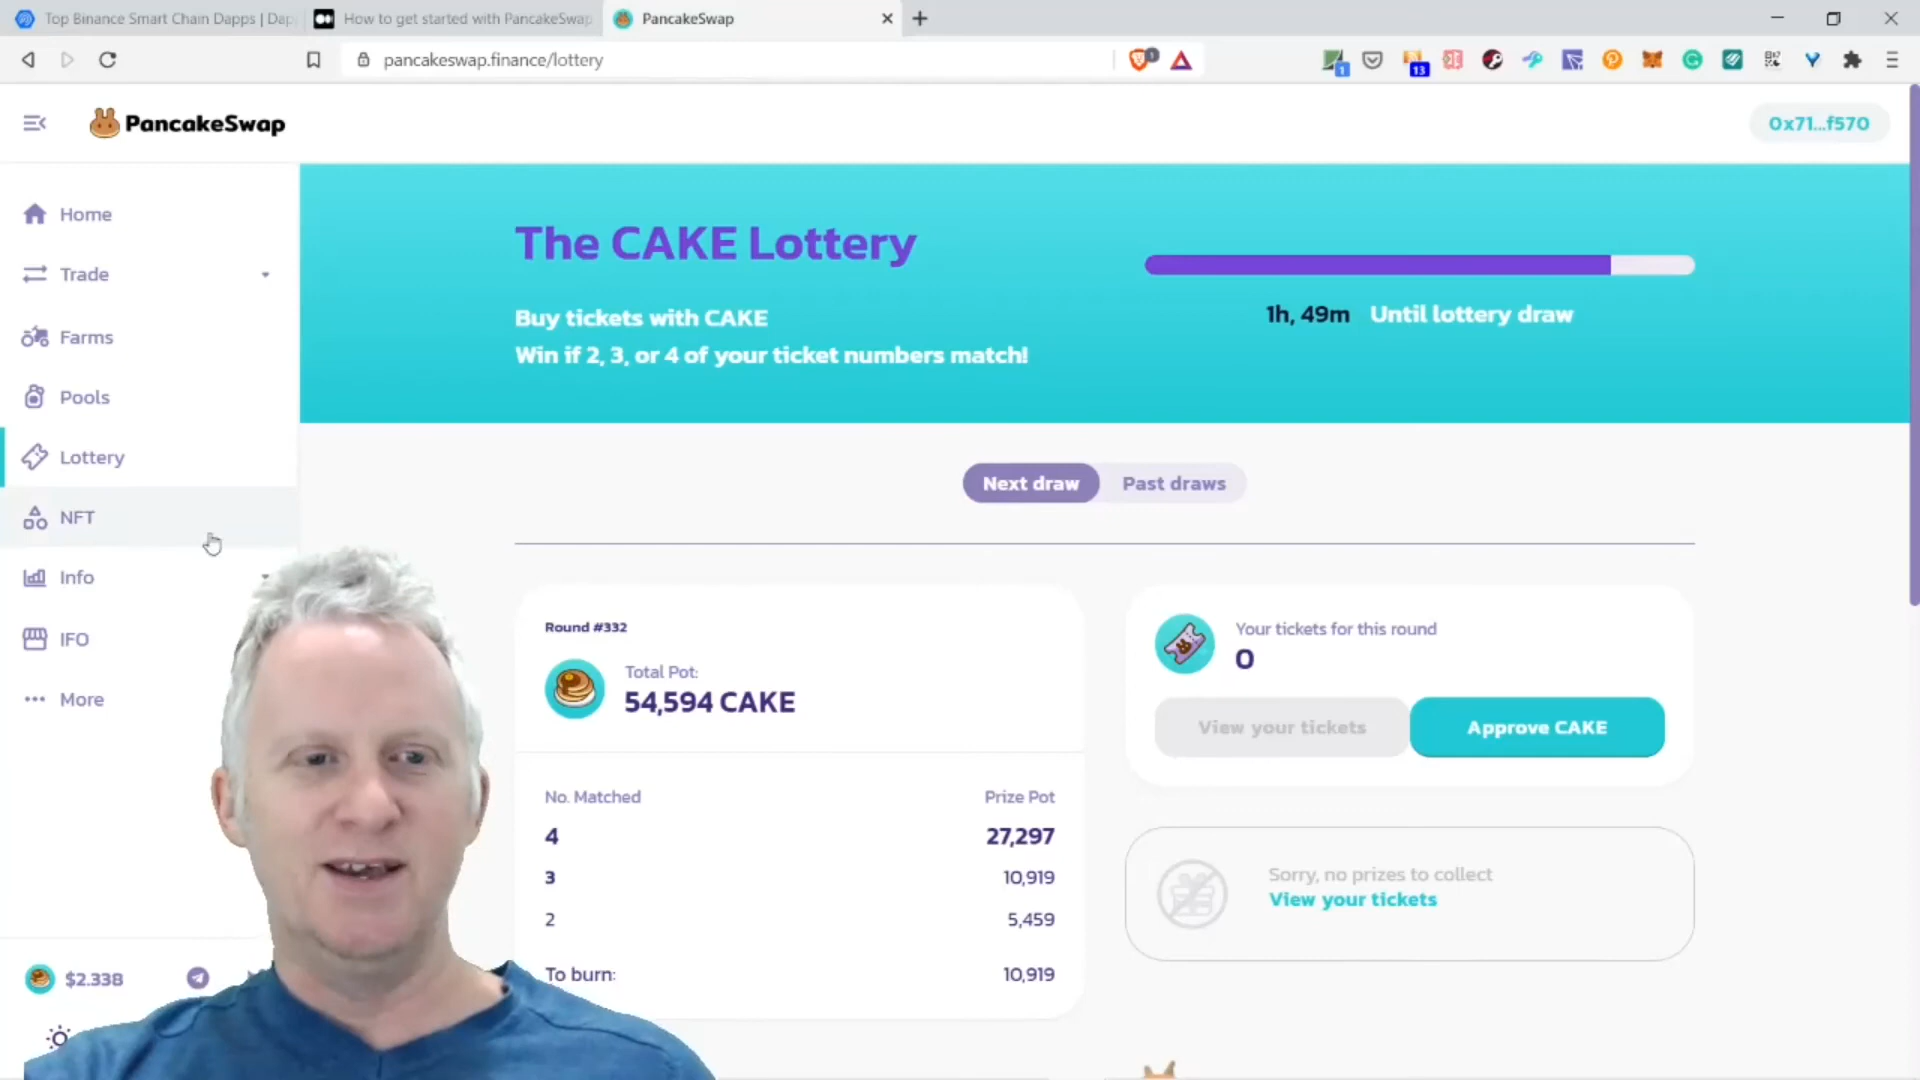 Top Binance Smart Chain Dapps | Dap
How to get started with PancakeSwap
PancakeSwap
pancakeswap.finance/lottery
1
1
13
PancakeSwap
0x71...f570
Home
Trade
Farms
Pools
Lottery
NFT
Info
IFO
More
$2.338
The CAKE Lottery
Buy tickets with CAKE
Win if 2, 3, or 4 of your ticket numbers match!
1h, 49m Until lottery draw
Next draw
Past draws
Round #332
Total Pot:
54,594 CAKE
No. Matched Prize Pot
4 27,297
3 10,919
2 5,459
To burn: 10,919
Your tickets for this round
0
View your tickets
Approve CAKE
Sorry, no prizes to collect
View your tickets